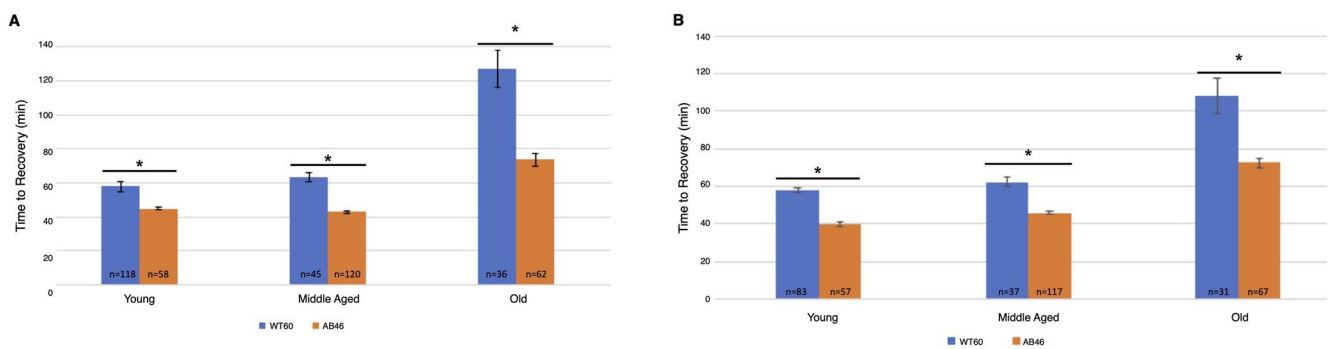 A
Time to Recovery (min)
140
120
100
80
60
40
20
0
*
*
*
n=118 n=58 n=45 n=120 n=36 n=62
Young Middle Aged Old
WT60 AB46
B
Time to Recovery (min)
140
120
100
80
60
40
20
0
*
*
*
n=83 n=57 n=37 n=117 n=31 n=67
Young Middle Aged Old
WT60 AB46